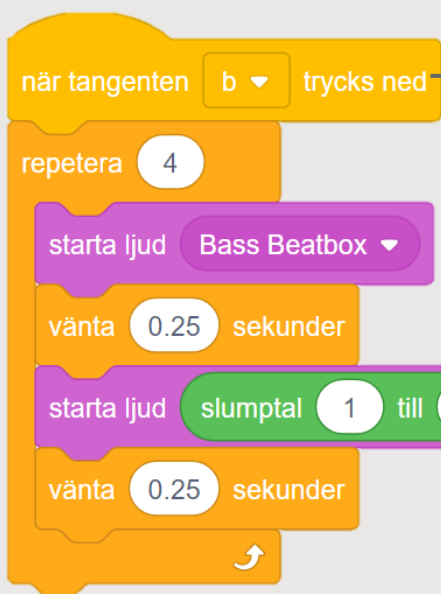 när tangenten b trycks ned
repetera 4
starta ljud Bass Beatbox
vänta 0.25 sekunder
starta ljud slumptal 1 till
vänta 0.25 sekunder